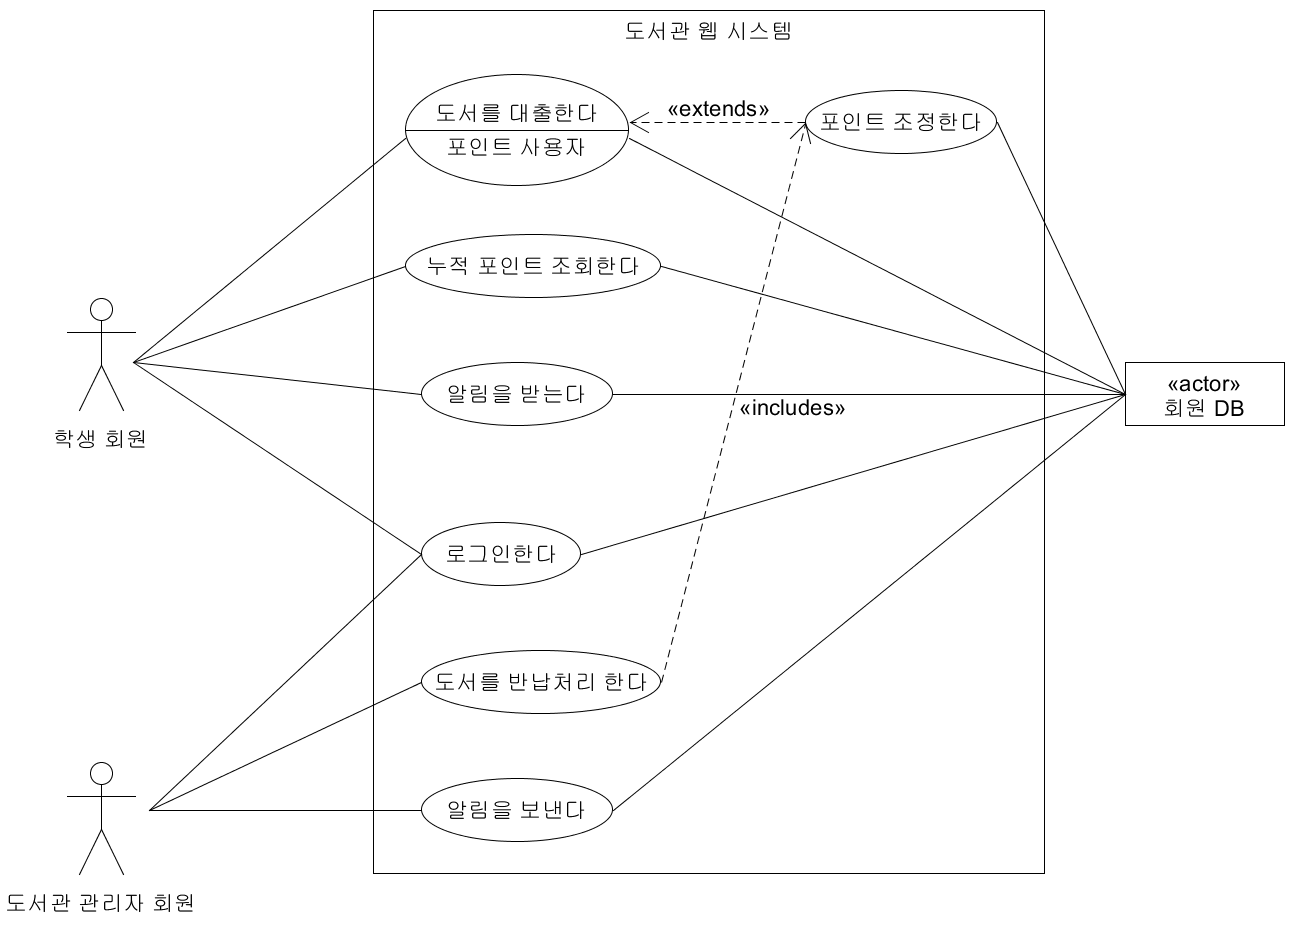 도서관 웹 시스템
도서를 대출한다
포인트 사용자
«extends»
포인트 조정한다
누적 포인트 조회한다
알림을 받는다
«includes»
«actor»
회원 DB
학생 회원
로그인한다
도서를 반납처리 한다
알림을 보낸다
도서관 관리자 회원